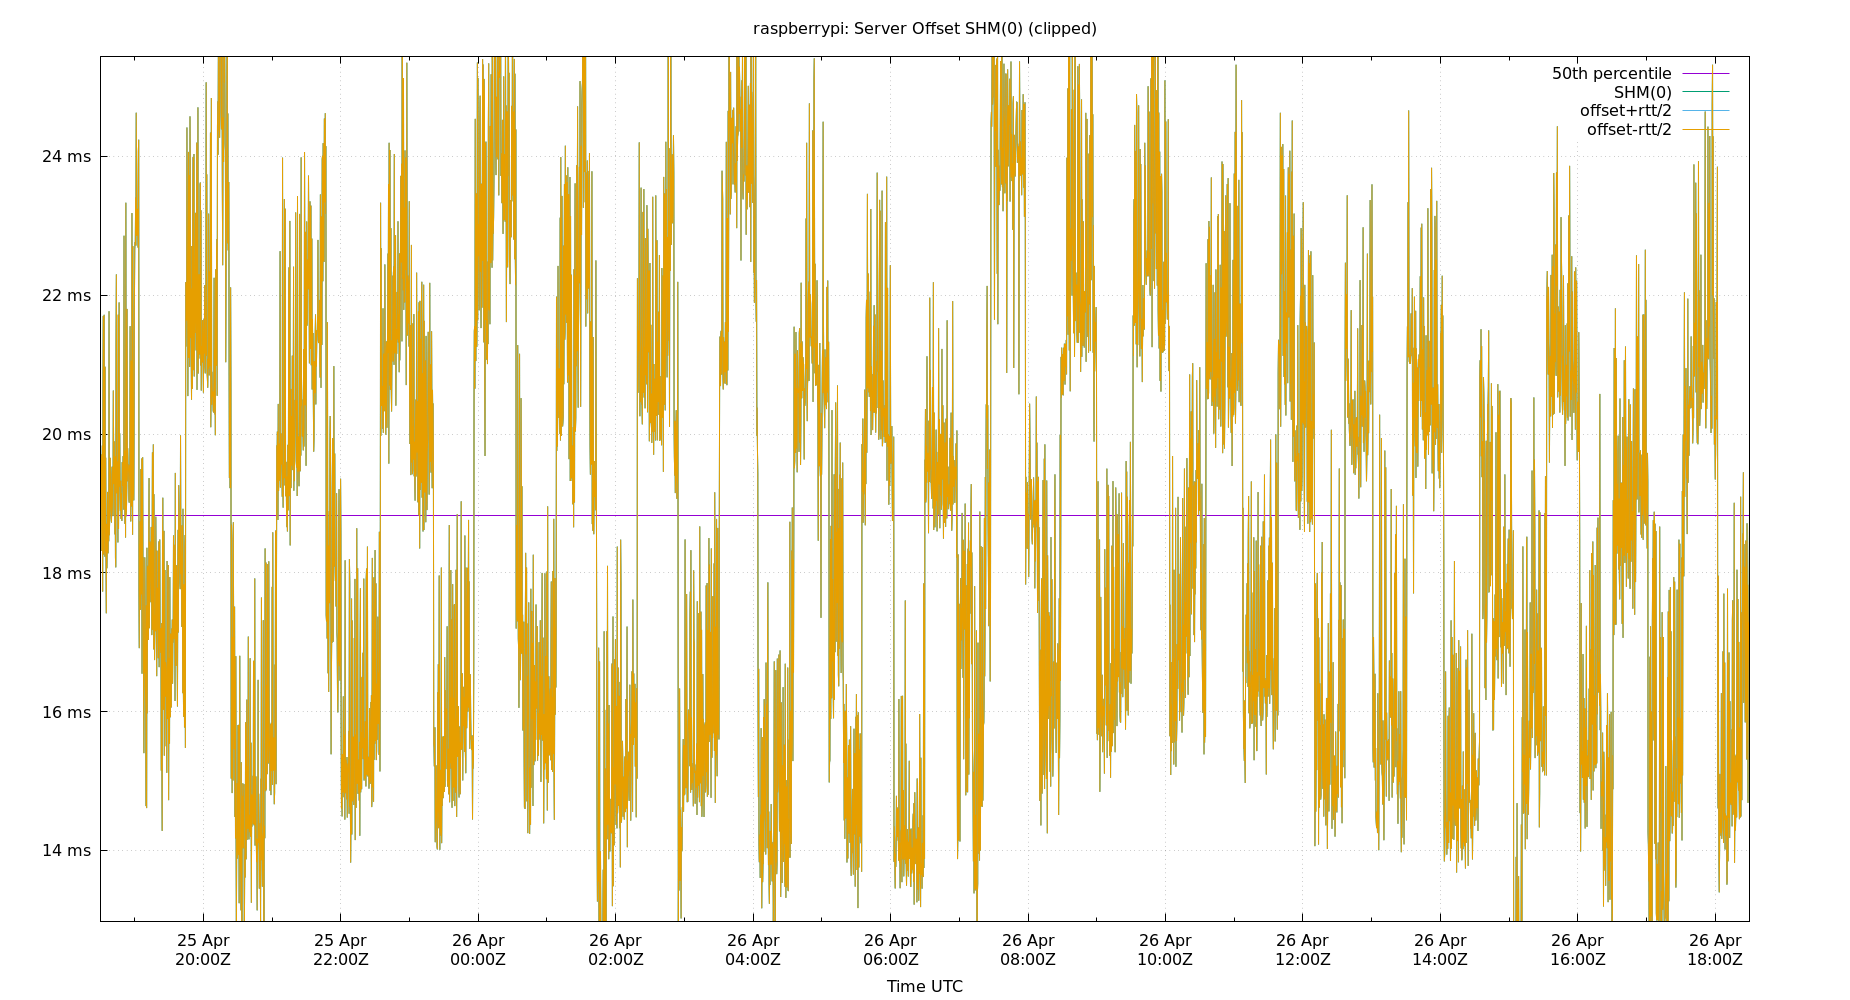 raspberrypi: Server Offset SHM(0) (clipped)
50th percentile
SHM(0)
offset+rtt/2
offset-rtt/2
24 ms
22 ms
20 ms
18 ms
16 ms
14 ms
25 Apr 25 Apr 26 Apr 26 Apr 26 Apr 26 Apr 26 Apr 26 Apr 26 Apr 26 Apr 26 Apr 26 Apr
20:00Z 22:00Z 00:00Z 02:00Z 04:00Z 06:00Z 08:00Z 10:00Z 12:00Z 14:00Z 16:00Z 18:00Z
Time UTC